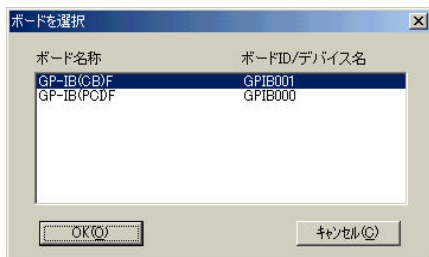 ボードを選択
ボード名称 ボードID/デバイス名
GP-IB(CB)F GPIB001
GP-IB(PCI)F GPIB000
OK(O) キャンセル(C)